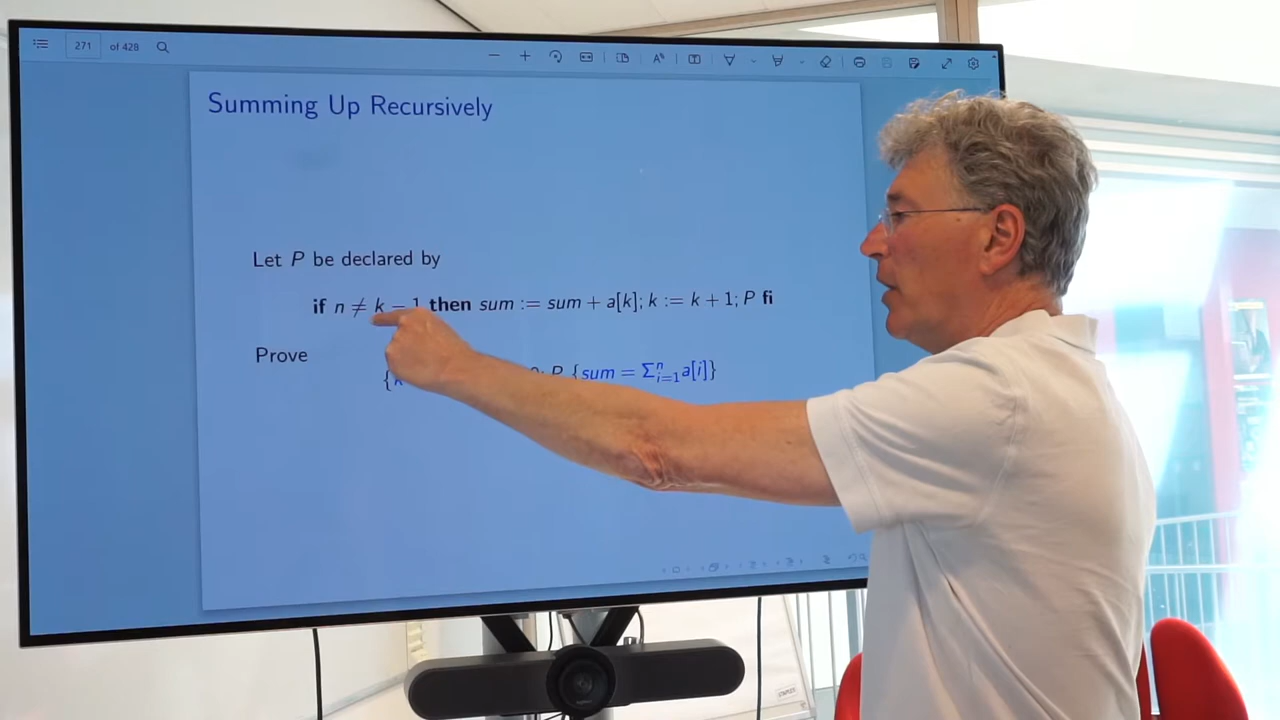 271 of 428
Summing Up Recursively
Let P be declared by
if n ≠ k − 1 then sum := sum + a[k]; k := k + 1; P fi
Prove
{ P {sum = Σⁿᵢ₌₁ a[i]}